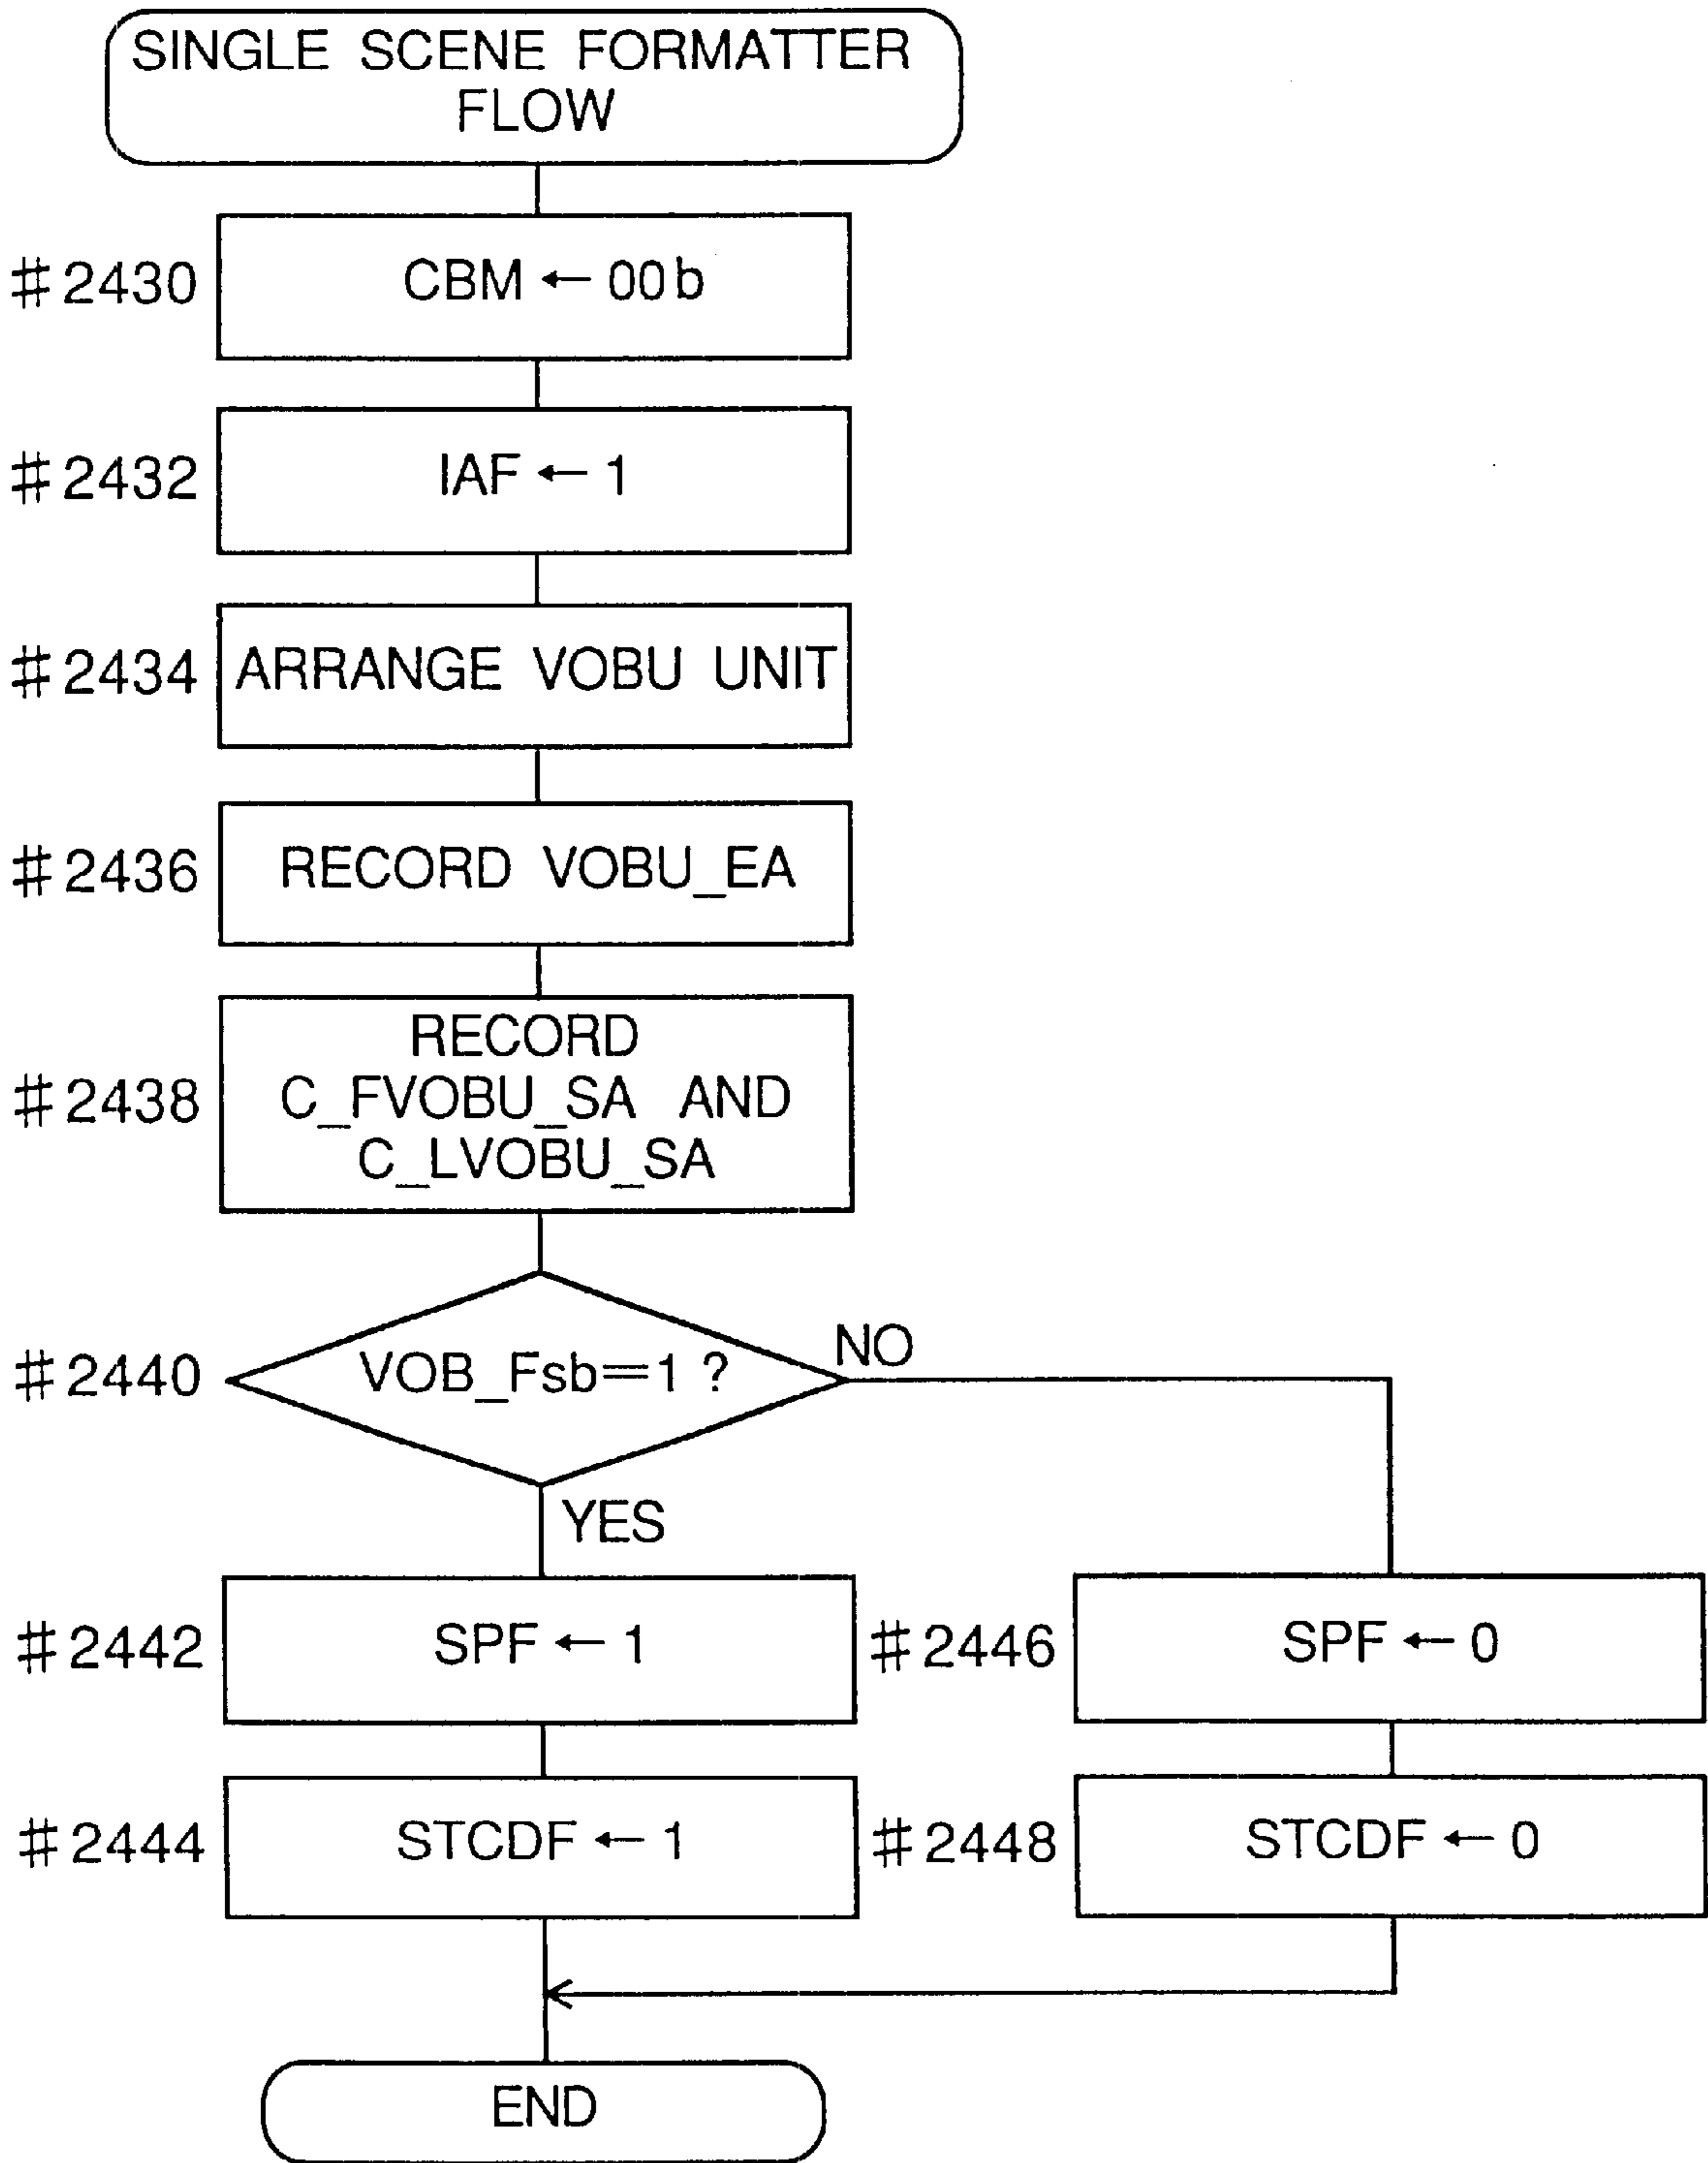 SINGLE SCENE FORMATTER
FLOW
#2430
CBM ← 00b
#2432
IAF ← 1
#2434
ARRANGE VOBU UNIT
#2436
RECORD VOBU_EA
#2438
RECORD
C_FVOBU_SA AND
C_LVOBU_SA
#2440
VOB_Fsb=1 ?
NO
YES
#2442
SPF ← 1
#2446
SPF ← 0
#2444
STCDF ← 1
#2448
STCDF ← 0
END